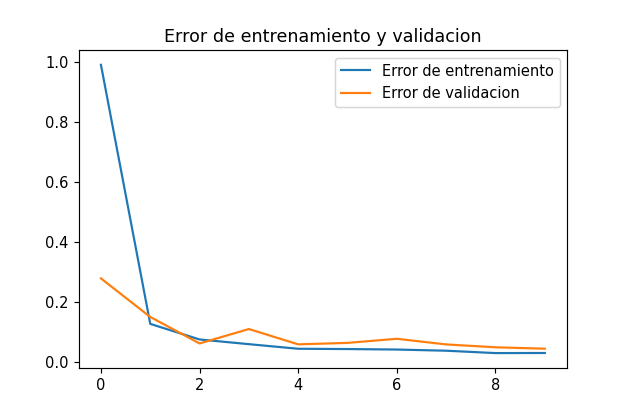 Error de entrenamiento y validacion
Error de entrenamiento
Error de validacion
1.0
0.8
0.6
0.4
0.2
0.0
0 2 4 6 8